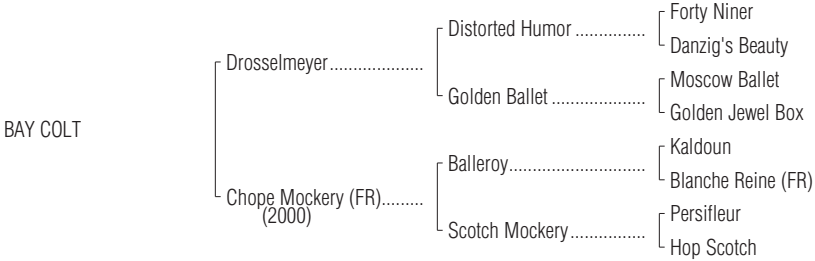 Forty Niner
Distorted Humor ...............
Danzig's Beauty
Drosselmeyer....................
Moscow Ballet
Golden Ballet ....................
Golden Jewel Box
BAY COLT
Kaldoun
Balleroy.............................
Blanche Reine (FR)
Chope Mockery (FR).........
(2000)
Persifleur
Scotch Mockery................
Hop Scotch